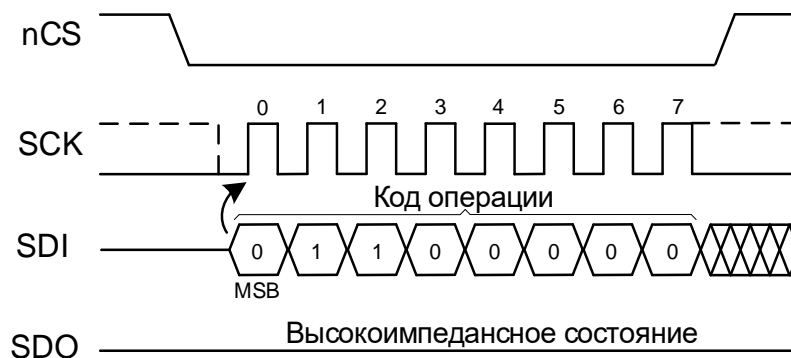 nCS
0 1 2 3 4 5 6 7
SCK
Код операции
SDI 0 1 1 0 0 0 0 0
MSB
Высокоимпедансное состояние
SDO